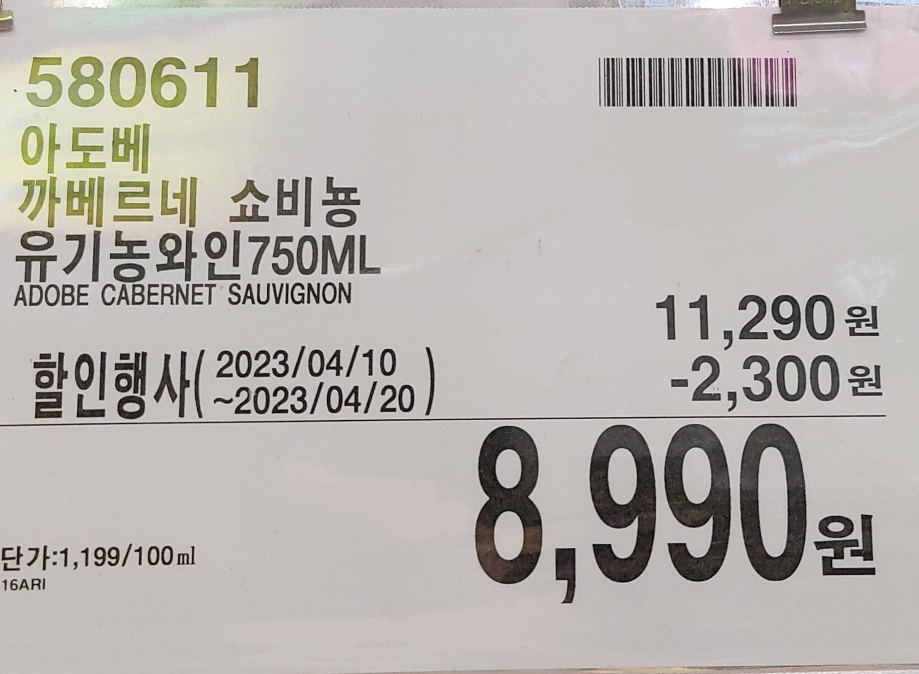 580611
아도베
까베르네 쇼비뇽
유기농와인750ML
ADOBE CABERNET SAUVIGNON
11,290원
할인행사(2023/04/10
~2023/04/20)
-2,300원
8,990원
단가:1,199/100ml
16ARI